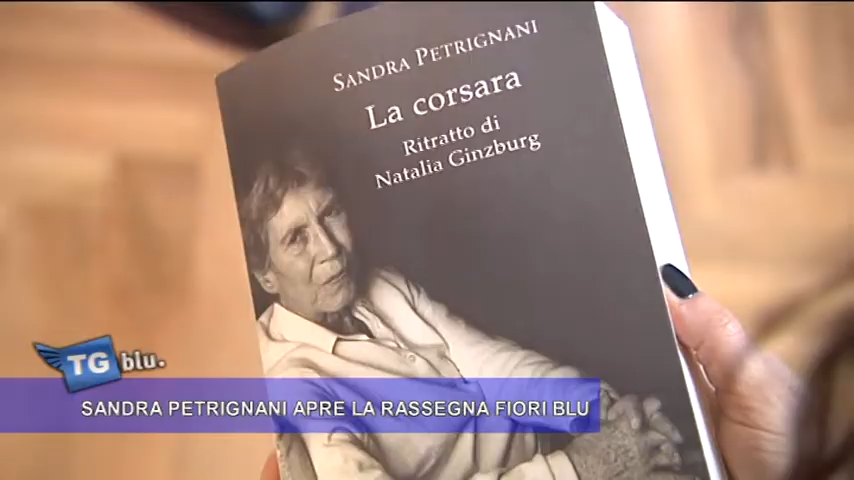 SANDRA PETRIGNANI
La corsara
Ritratto di
Natalia Ginzburg
TG blu.
SANDRA PETRIGNANI APRE LA RASSEGNA FIORI BLU